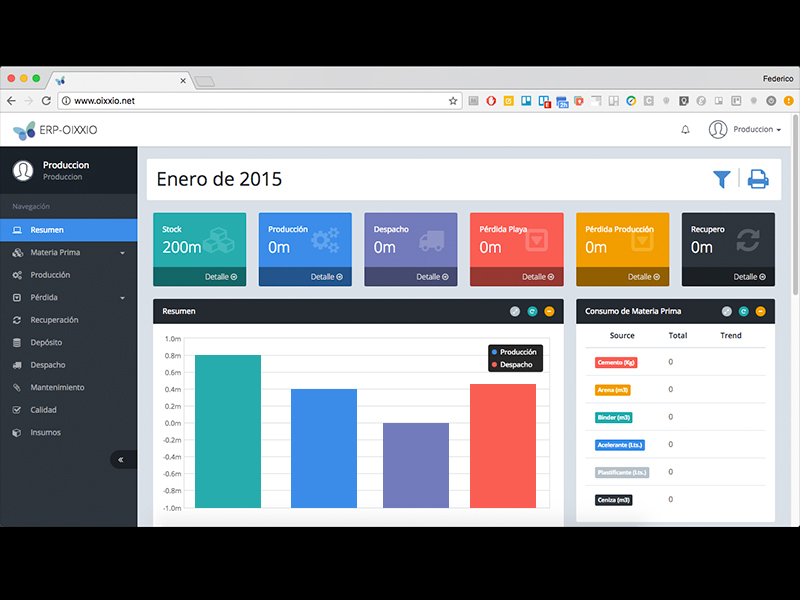 Federico
www.oixxio.net
ERP-OIXXIO
Produccion
Produccion
Produccion
Navegación
Resumen
Materia Prima
Producción
Pérdida
Recuperación
Depósito
Despacho
Mantenimiento
Calidad
Insumos
Enero de 2015
Stock
200m
Detalle
Producción
0m
Detalle
Despacho
0m
Detalle
Pérdida Playa
0m
Detalle
Pérdida Producción
0m
Detalle
Recupero
0m
Detalle
Resumen
1.0m
0.8m
0.6m
0.4m
0.2m
0.0m
-0.2m
-0.4m
-0.6m
-0.8m
-1.0m
Producción
Despacho
Consumo de Materia Prima
Source Total Trend
Cemento (Kg) 0
Arena (m3) 0
Binder (m3) 0
Acelerante (Lts.) 0
Plastificante (Lts.) 0
Ceniza (m3) 0